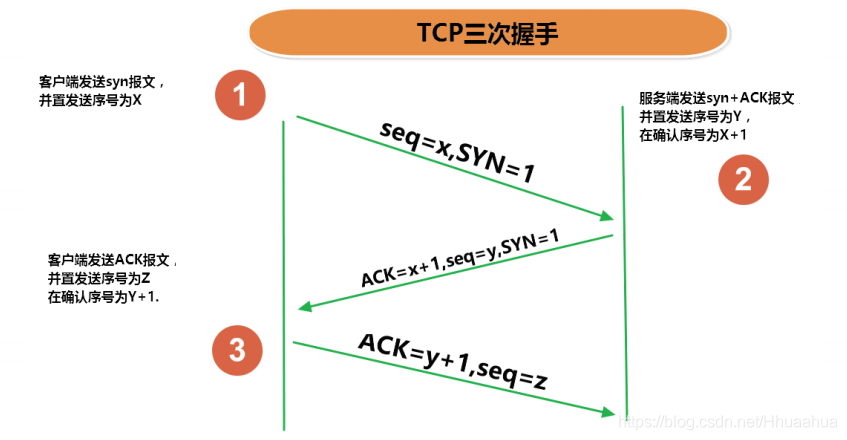 TCP三次握手
客户端发送syn报文，
并置发送序号为X
1
服务端发送syn+ACK报文
并置发送序号为Y，
在确认序号为X+1
2
seq=x,SYN=1
ACK=x+1,seq=y,SYN=1
客户端发送ACK报文，
并置发送序号为Z
在确认序号为Y+1.
3
ACK=y+1,seq=z
https://blog.csdn.net/Hhuaahua